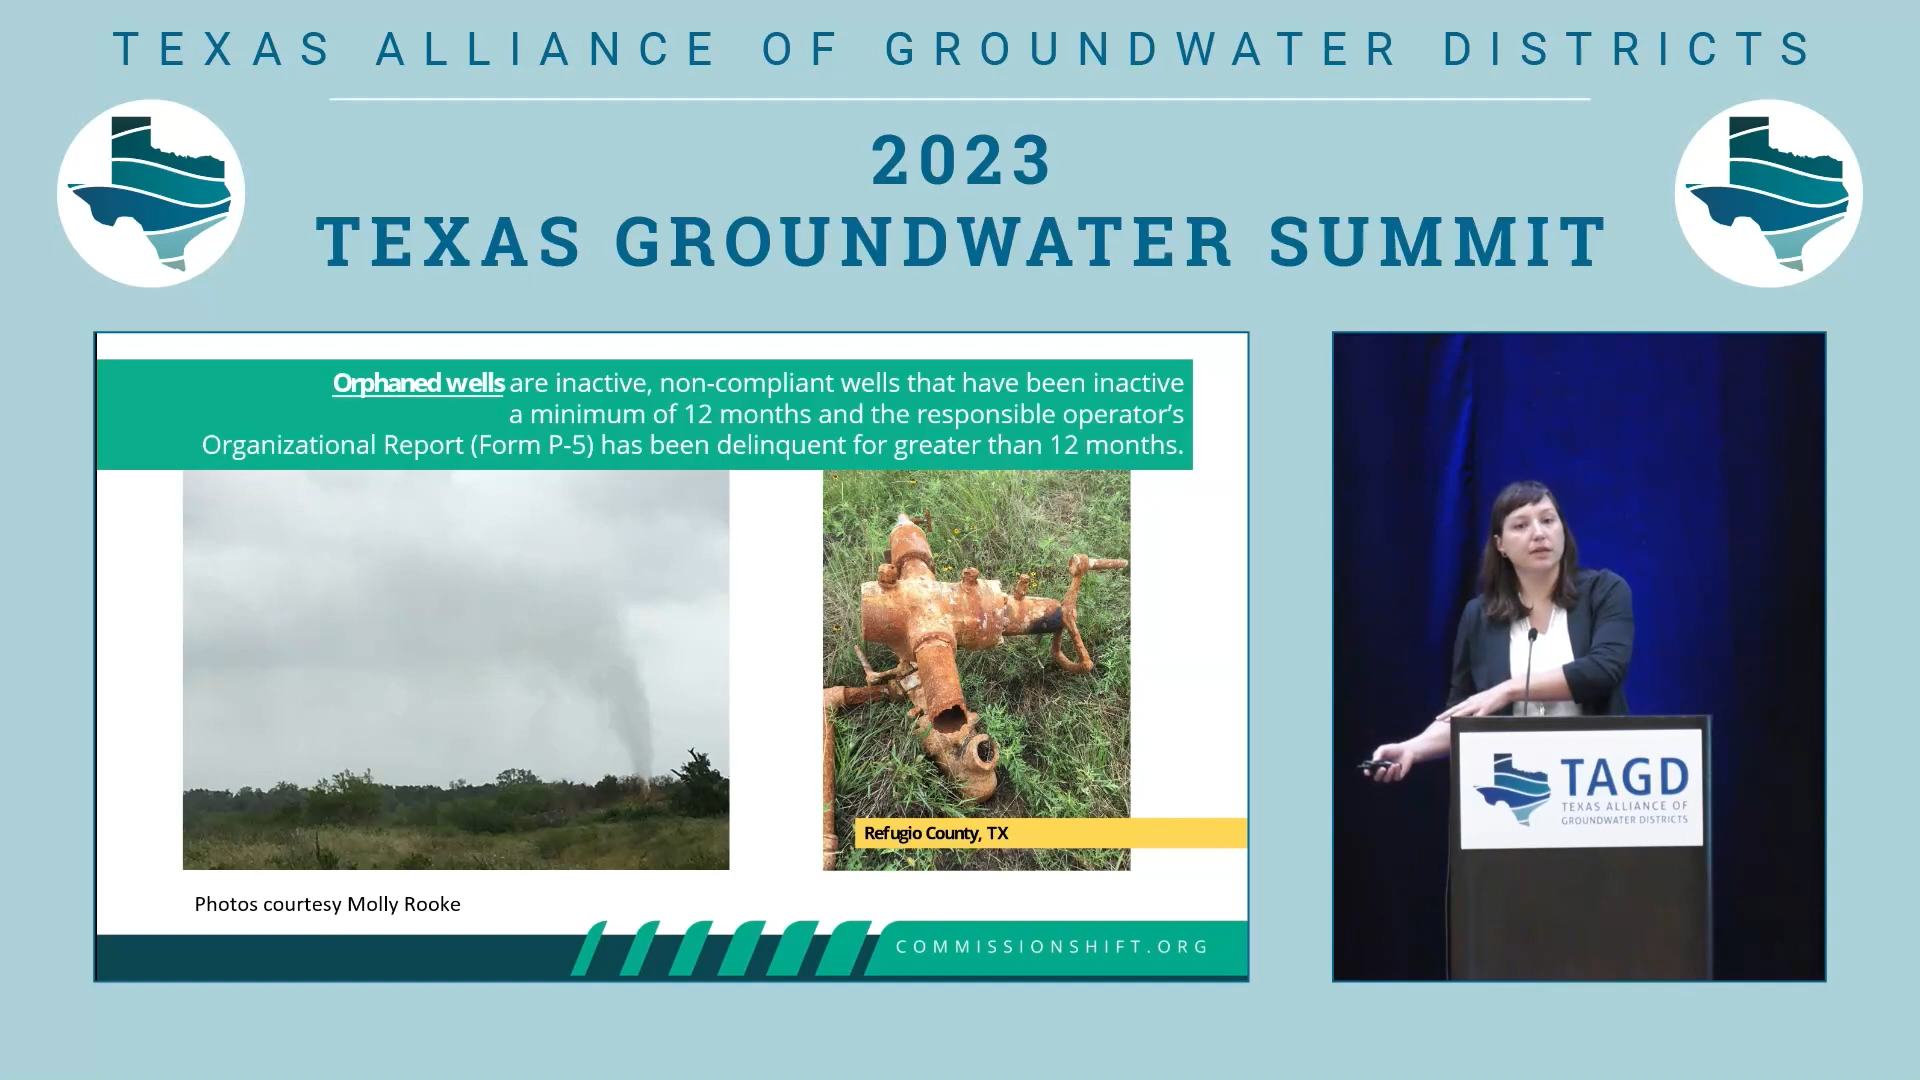 TEXAS ALLIANCE OF GROUNDWATER DISTRICTS
2023
TEXAS GROUNDWATER SUMMIT
Orphaned wells are inactive, non-compliant wells that have been inactive
a minimum of 12 months and the responsible operator's
Organizational Report (Form P-5) has been delinquent for greater than 12 months.
Refugio County, TX
Photos courtesy Molly Rooke
COMMISSIONSHIFT.ORG
TAGD
TEXAS ALLIANCE OF
GROUNDWATER DISTRICTS